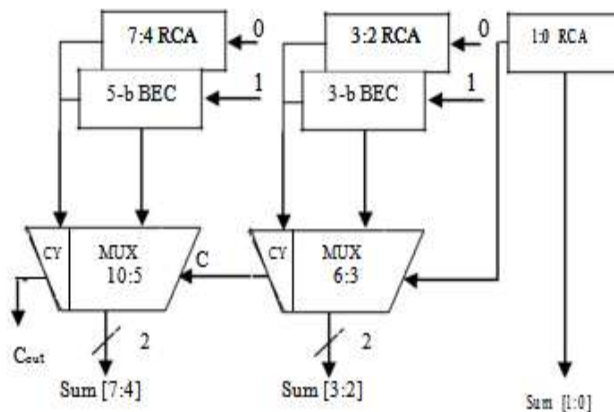 7:4 RCA
0
3:2 RCA
0
1:0 RCA
5-b BEC
1
3-b BEC
1
CY
MUX
10:5
C
CY
MUX
6:3
Cout
2
2
Sum [7:4]
Sum [3:2]
Sum [1:0]